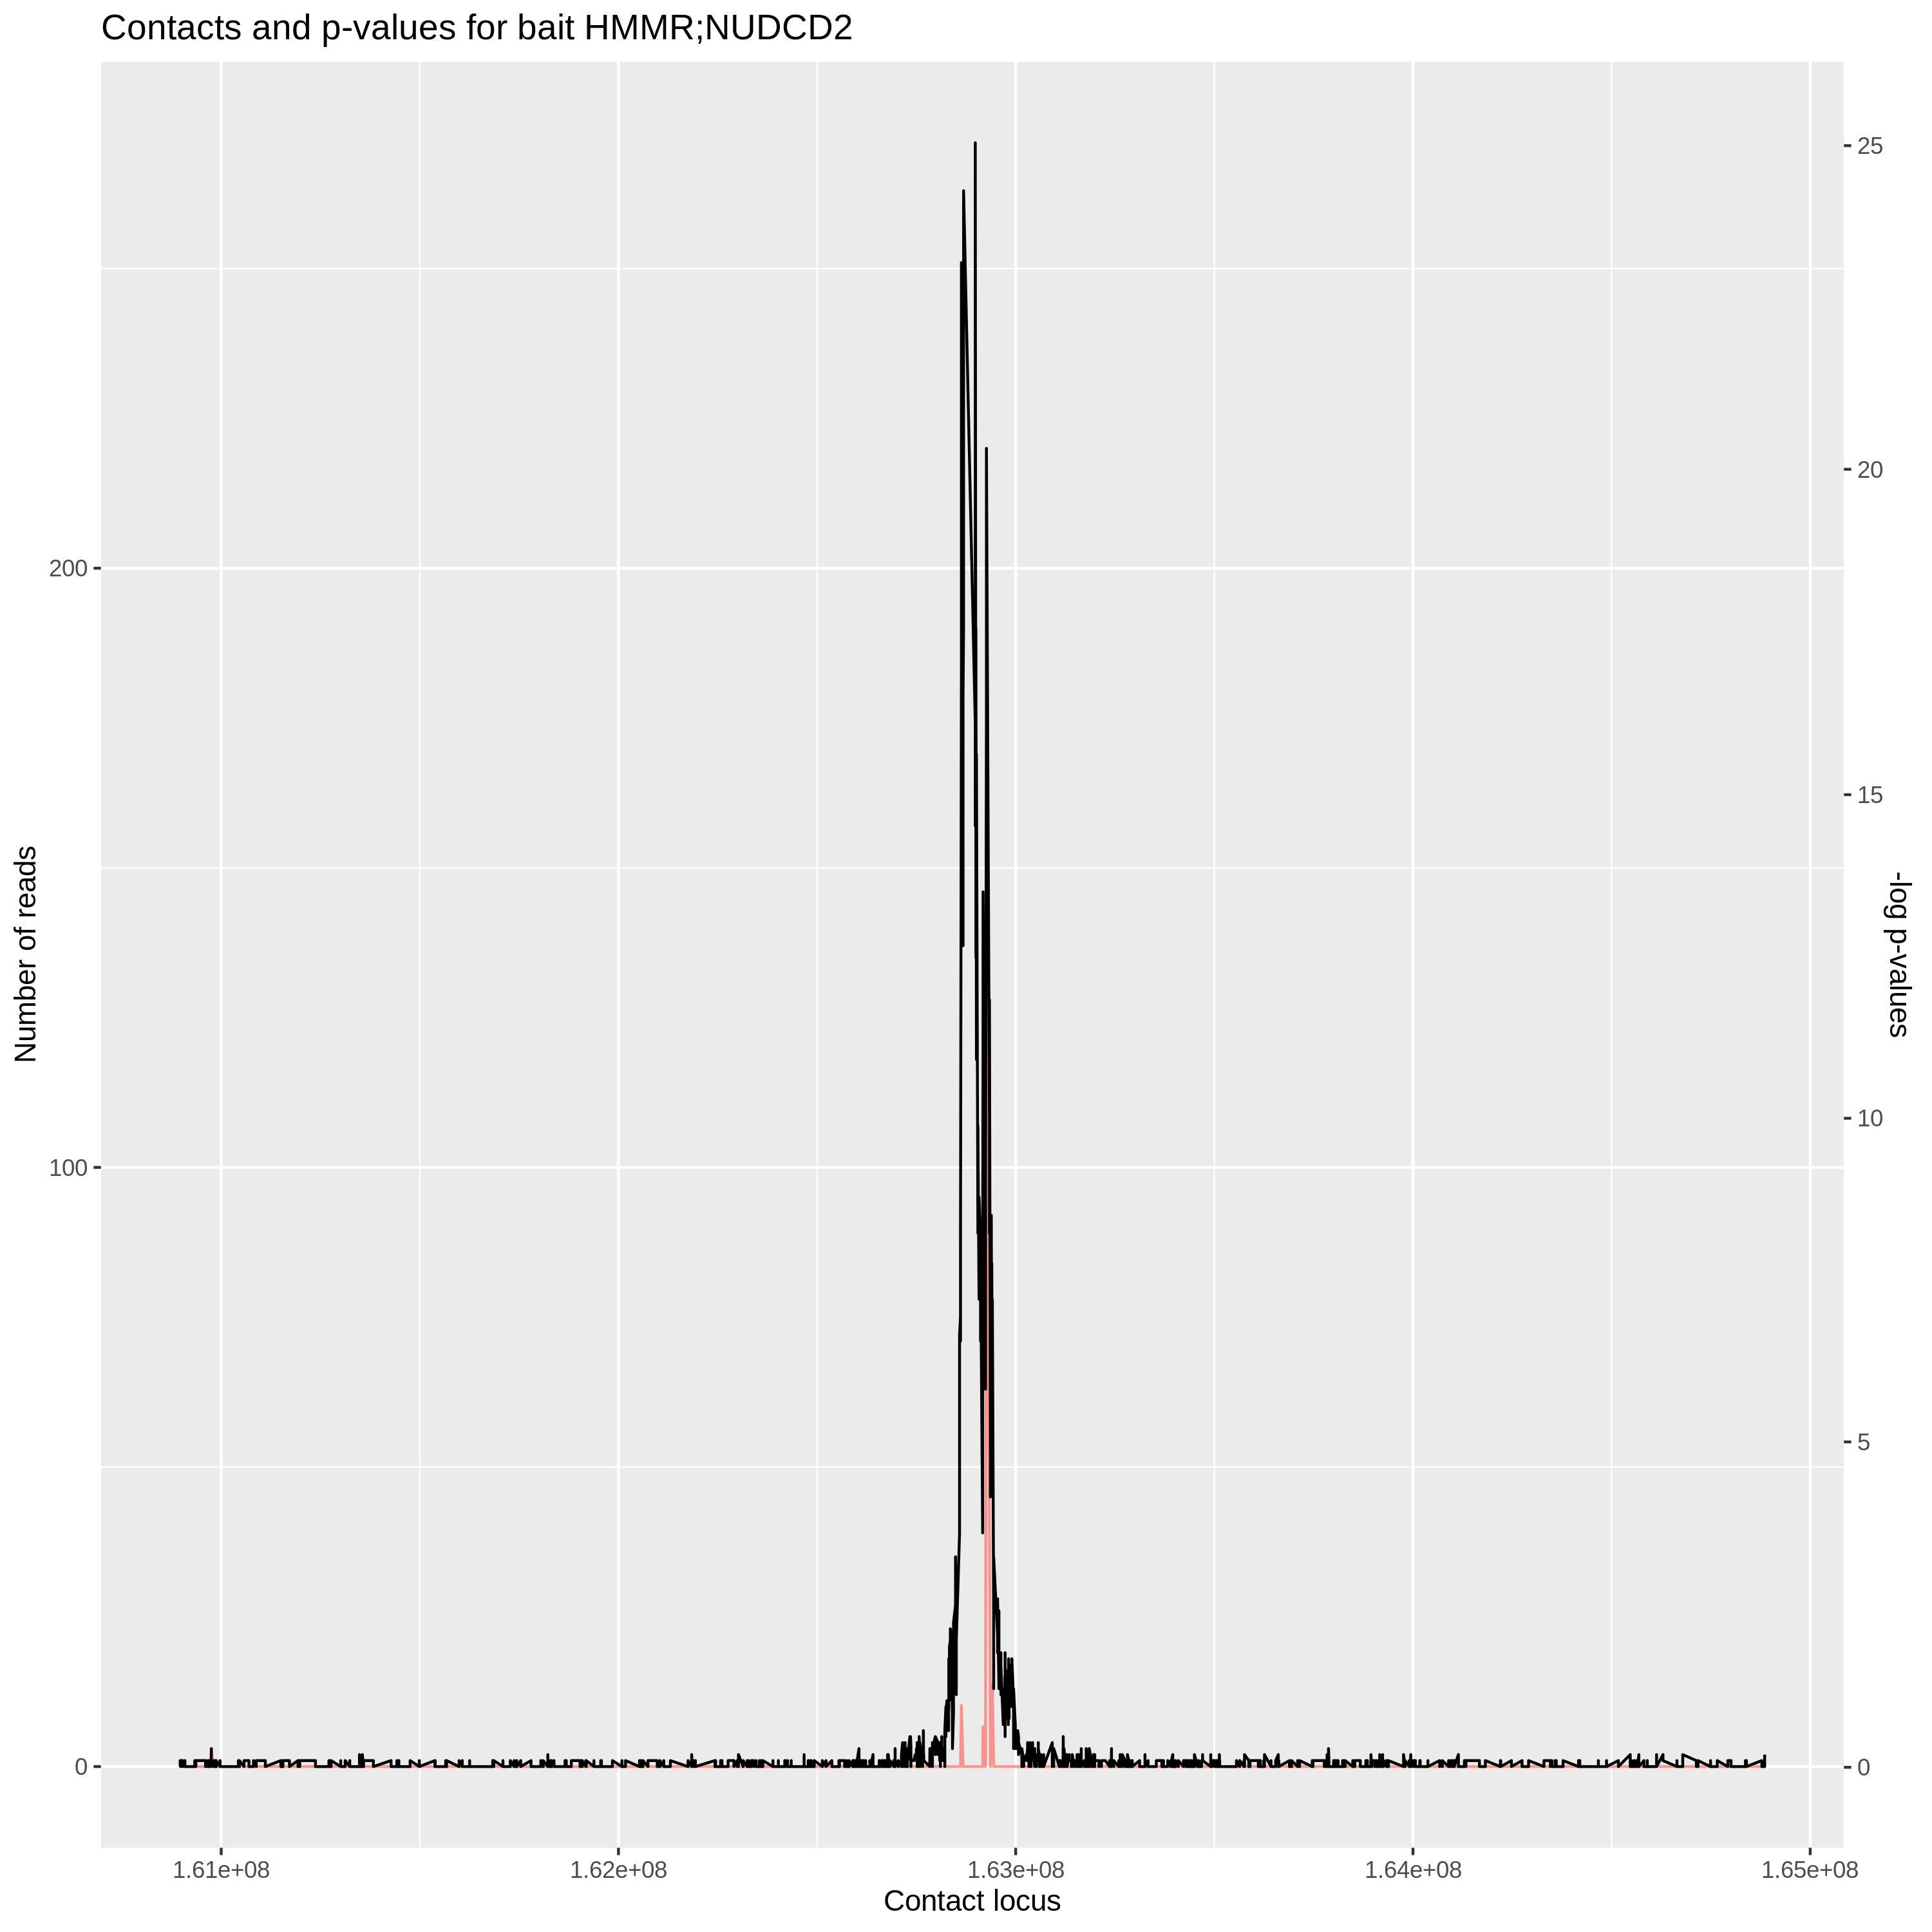 Contacts and p-values for bait HMMR;NUDCD2
Number of reads
200
100
0
25
20
15
10
5
0
-log p-values
1.61e+08
1.62e+08
1.63e+08
1.64e+08
1.65e+08
Contact locus